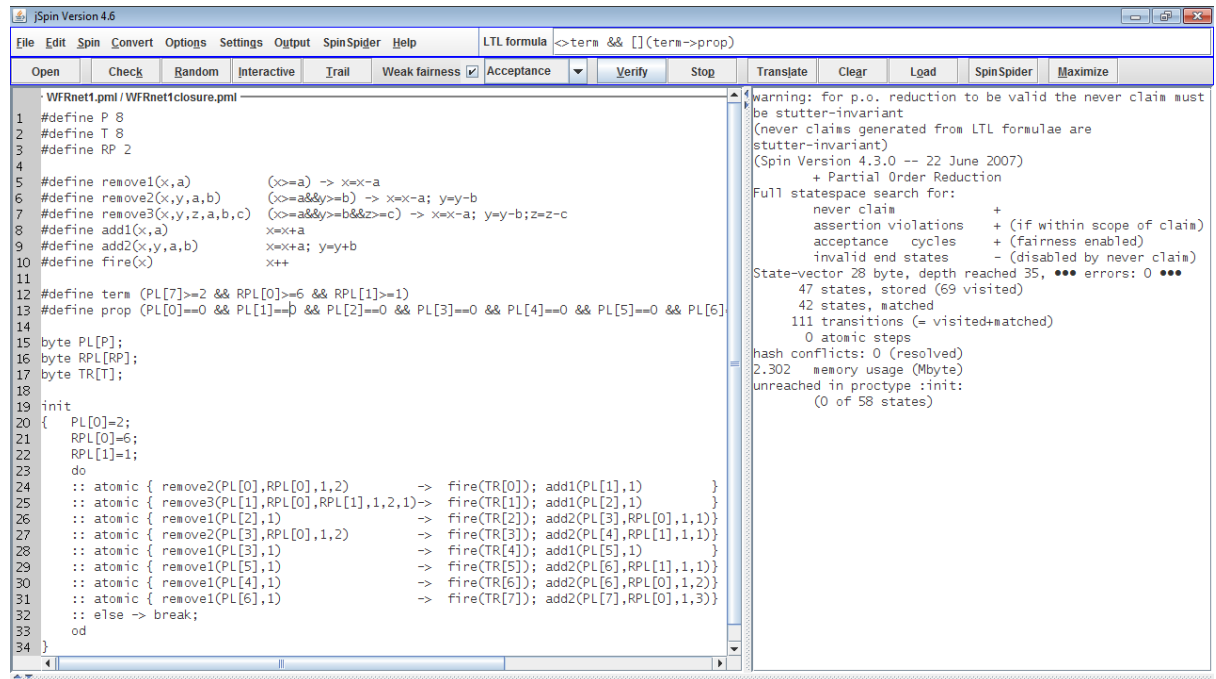 jSpin Version 4.6
File Edit Spin Convert Options Settings Output SpinSpider Help LTL formula <>term && [](term->prop)
Open Check Random Interactive Trail Weak fairness Acceptance Verify Stop Translate Clear Load SpinSpider Maximize
WFRnet1.pml / WFRnet1closure.pml
1 #define P 8
2 #define T 8
3 #define RP 2
4
5 #define remove1(x,a) (x>=a) -> x=x-a
6 #define remove2(x,y,a,b) (x>=a&&y>=b) -> x=x-a; y=y-b
7 #define remove3(x,y,z,a,b,c) (x>=a&&y>=b&&z>=c) -> x=x-a; y=y-b;z=z-c
8 #define add1(x,a) x=x+a
9 #define add2(x,y,a,b) x=x+a; y=y+b
10 #define fire(x) x++
11
12 #define term (PL[7]>=2 && RPL[0]>=6 && RPL[1]>=1)
13 #define prop (PL[0]==0 && PL[1]==0 && PL[2]==0 && PL[3]==0 && PL[4]==0 && PL[5]==0 && PL[6]
14
15 byte PL[P];
16 byte RPL[RP];
17 byte TR[T];
18
19 init
20 { PL[0]=2;
21 RPL[0]=6;
22 RPL[1]=1;
23 do
24 :: atomic { remove2(PL[0],RPL[0],1,2) -> fire(TR[0]); add1(PL[1],1) }
25 :: atomic { remove3(PL[1],RPL[0],RPL[1],1,2,1)-> fire(TR[1]); add1(PL[2],1) }
26 :: atomic { remove1(PL[2],1) -> fire(TR[2]); add2(PL[3],RPL[0],1,1)}
27 :: atomic { remove2(PL[3],RPL[0],1,2) -> fire(TR[3]); add2(PL[4],RPL[1],1,1)}
28 :: atomic { remove1(PL[3],1) -> fire(TR[4]); add1(PL[5],1) }
29 :: atomic { remove1(PL[5],1) -> fire(TR[5]); add2(PL[6],RPL[1],1,1)}
30 :: atomic { remove1(PL[4],1) -> fire(TR[6]); add2(PL[6],RPL[0],1,2)}
31 :: atomic { remove1(PL[6],1) -> fire(TR[7]); add2(PL[7],RPL[0],1,3)}
32 :: else -> break;
33 od
34 }
warning: for p.o. reduction to be valid the never claim must
be stutter-invariant
(never claims generated from LTL formulae are
stutter-invariant)
(Spin Version 4.3.0 -- 22 June 2007)
+ Partial Order Reduction
Full statespace search for:
never claim +
assertion violations + (if within scope of claim)
acceptance cycles + (fairness enabled)
invalid end states - (disabled by never claim)
State-vector 28 byte, depth reached 35, ●●● errors: 0 ●●●
47 states, stored (69 visited)
42 states, matched
111 transitions (= visited+matched)
0 atomic steps
hash conflicts: 0 (resolved)
2.302 memory usage (Mbyte)
unreached in proctype :init:
(0 of 58 states)